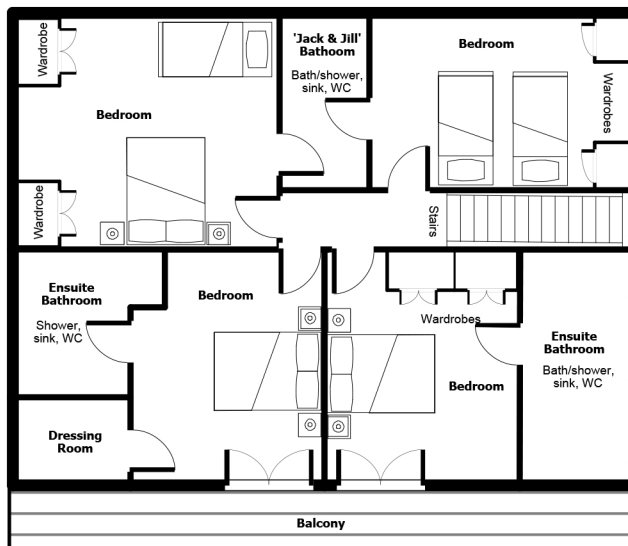 Wardrobe
'Jack & Jill'
Bathoom
Bath/shower,
sink, WC
Bedroom
Wardrobes
Bedroom
Wardrobe
Stairs
Ensuite
Bathroom
Shower,
sink, WC
Bedroom
Wardrobes
Bedroom
Ensuite
Bathroom
Bath/shower,
sink, WC
Dressing
Room
Balcony